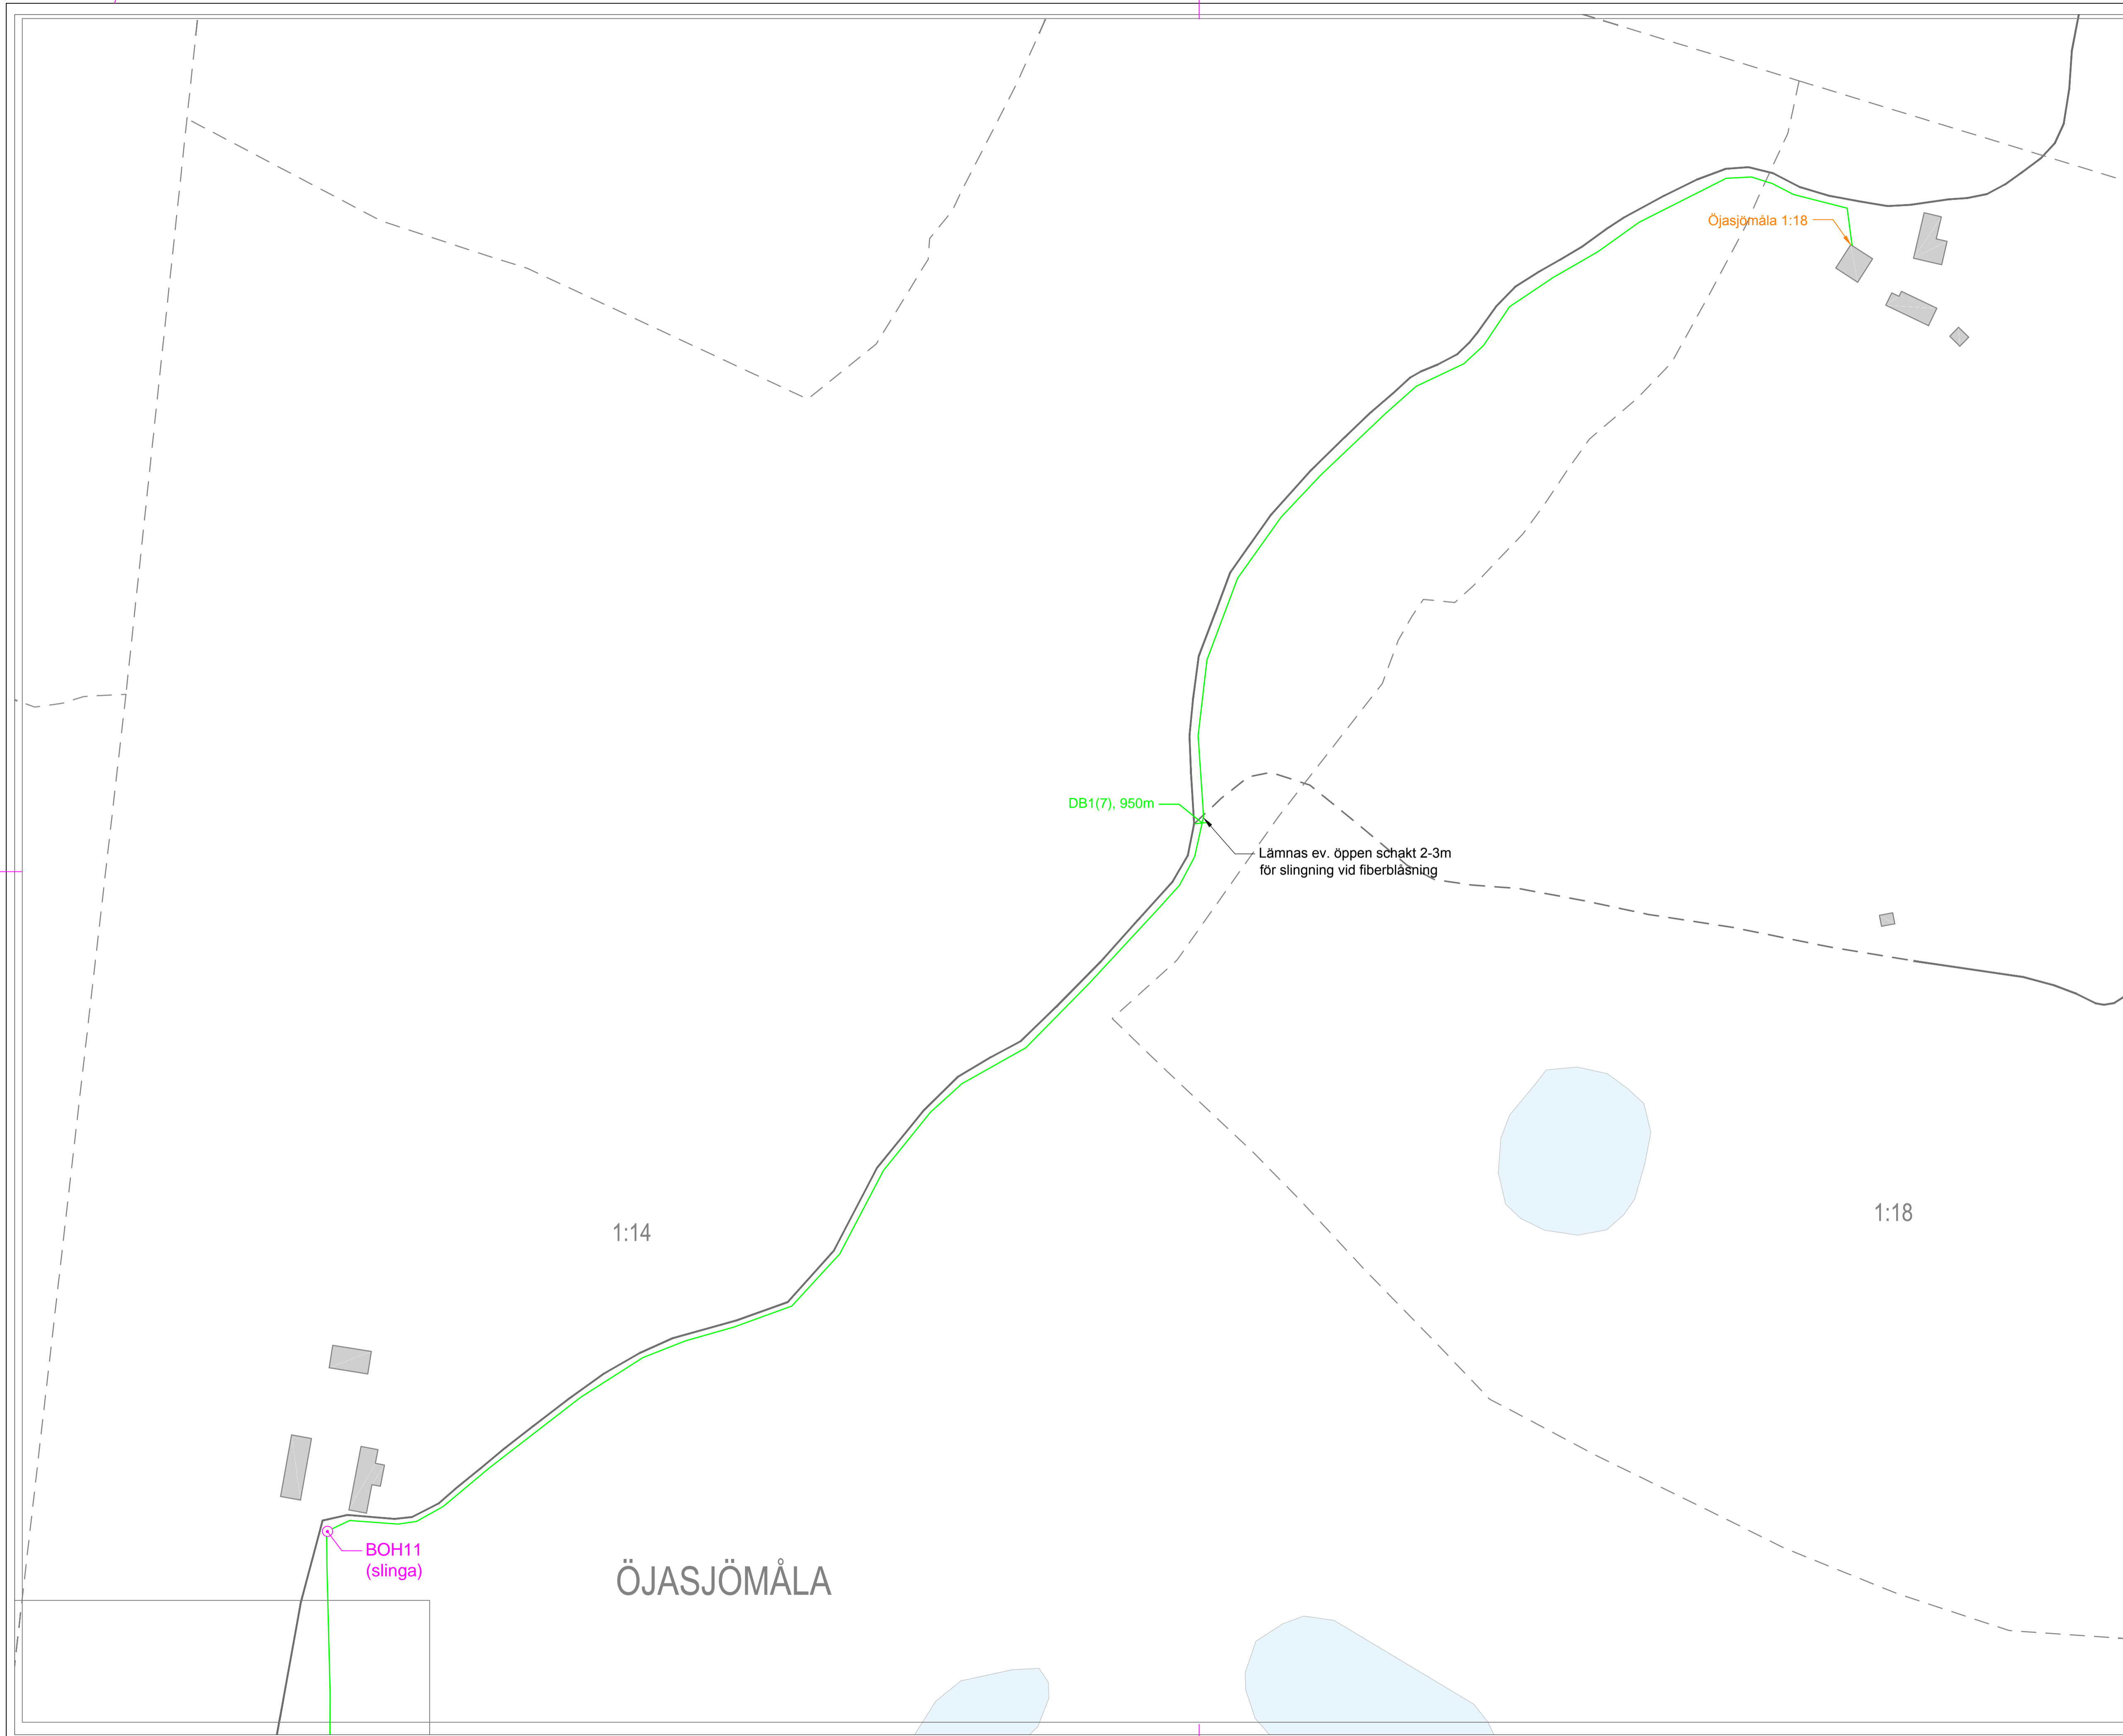 Öjasjömåla 1:18
DB1(7), 950m
Lämnas ev. öppen schakt 2-3m
för slingning vid fiberblåsning
1:18
1:14
BOH11
(slinga)
ÖJASJÖMÅLA